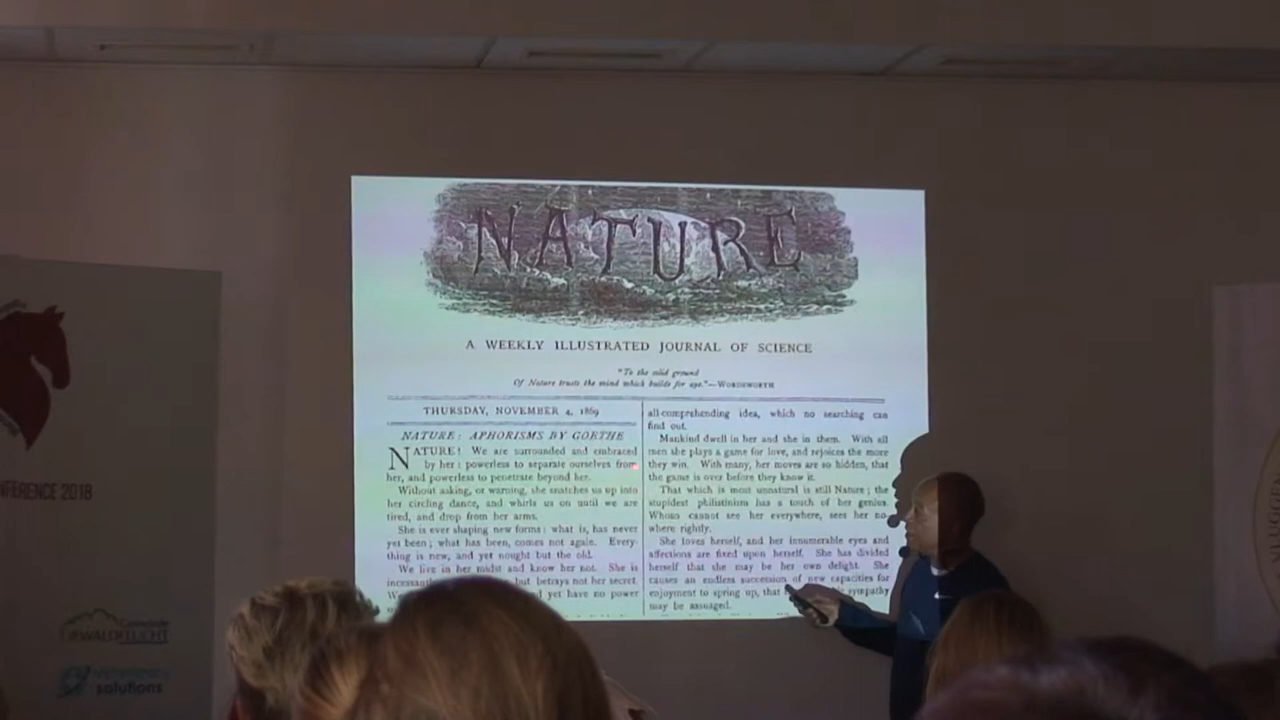 NATURE
A WEEKLY ILLUSTRATED JOURNAL OF SCIENCE
"To the solid ground
Of Nature trusts the mind which builds for aye."—WORDSWORTH
THURSDAY, NOVEMBER 4, 1869
NATURE: APHORISMS BY GOETHE
NATURE! We are surrounded and embraced
by her: powerless to separate ourselves from
her, and powerless to penetrate beyond her.
Without asking, or warning, she snatches us up into
her circling dance, and whirls us on until we are
tired, and drop from her arms.
She is ever shaping new forms: what is, has never
yet been; what has been, comes not again. Every-
thing is new, and yet nought but the old.
We live in her midst and know her not. She is
but betrays not her secret.
yet have no power
all-comprehending idea, which no searching can
find out.
Mankind dwell in her and she in them. With all
men she plays a game for love, and rejoices the more
they win. With many, her moves are so hidden, that
the game is over before they know it.
That which is most unnatural is still Nature; the
stupidest philistinism has a touch of her genius.
Whoso cannot see her everywhere, sees her no-
where rightly.
She loves herself, and her innumerable eyes and
affections are fixed upon herself. She has divided
herself that she may be her own delight. She
causes an endless succession of new capacities for
enjoyment to spring up, that sympathy
may be assuaged.
NFERENCE 2018
solutions